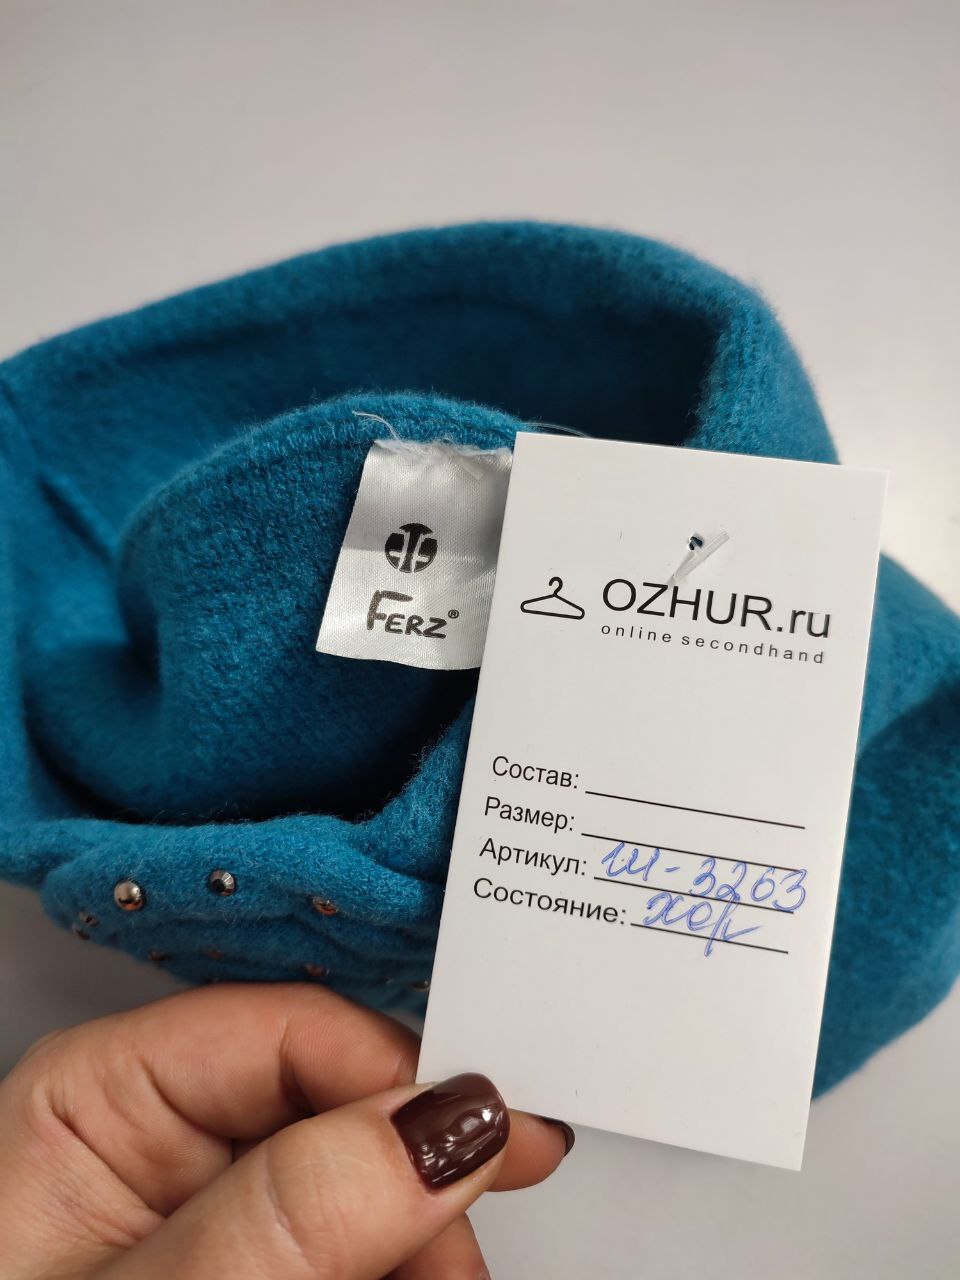 FERZ®
OZHUR.ru
online secondhand
Состав:
Размер:
Артикул: Ш-3263
Состояние: хор